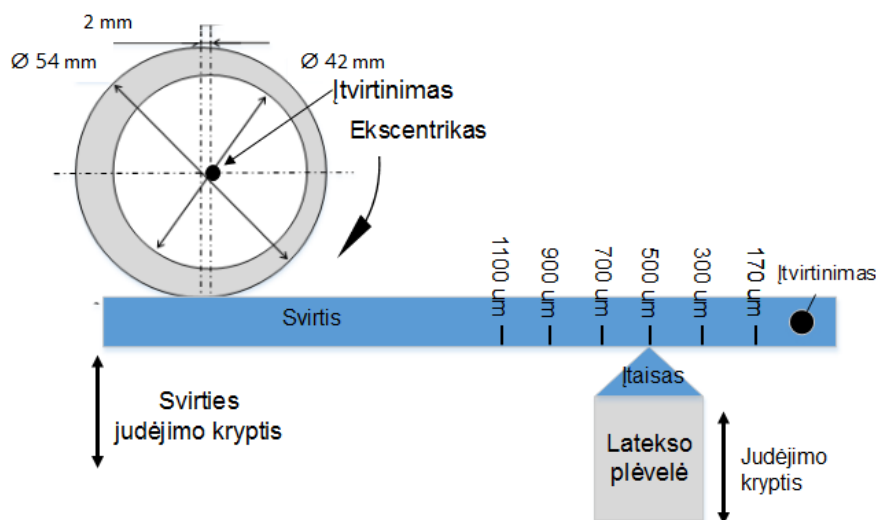 2 mm
Ø 54 mm
Ø 42 mm
Įtvirtinimas
Ekscentrikas
1100 um
900 um
700 um
500 um
300 um
170 um
Įtvirtinimas
Svirtis
Įtaisas
Svirties
judėjimo kryptis
Latekso
plėvelė
Judėjimo
kryptis